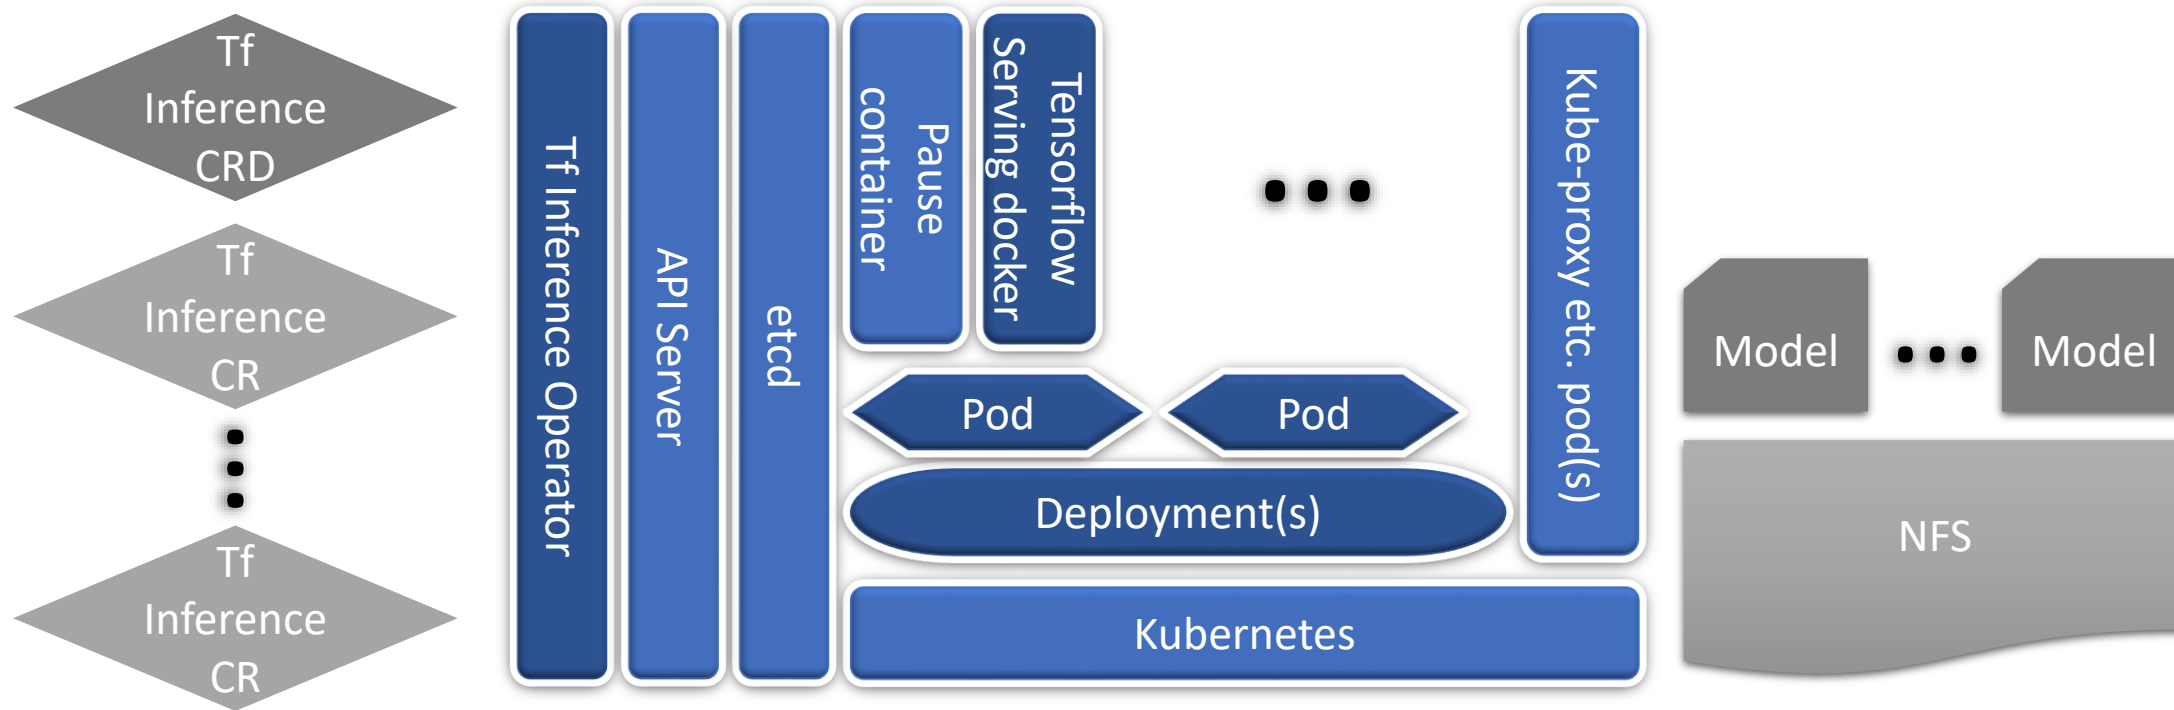 Tf
Inference
CRD
Tf
Inference
CR
Tf
Inference
CR
Tf Inference Operator
API Server
etcd
Pause
container
Tensorflow
Serving docker
Pod
Pod
Deployment(s)
Kubernetes
Kube-proxy etc. pod(s)
Model
Model
NFS